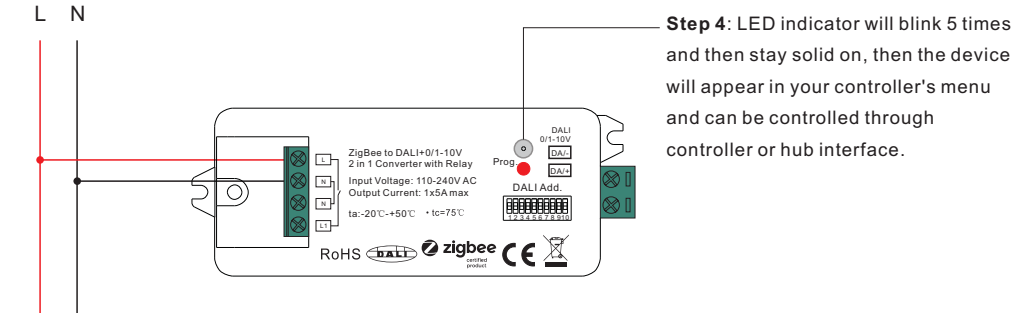 L N
Step 4: LED indicator will blink 5 times
and then stay solid on, then the device
will appear in your controller's menu
and can be controlled through
controller or hub interface.
DALI
0/1-10V
DA/-
DA/+
Prog.
DALI Add.
1 2 3 4 5 6 7 8 9 10
L
N
N
L1
ZigBee to DALI+0/1-10V
2 in 1 Converter with Relay
Input Voltage: 110-240V AC
Output Current: 1x5A max
ta:-20℃-+50℃ • tc=75℃
RoHS DALI zigbee CE
certified
product